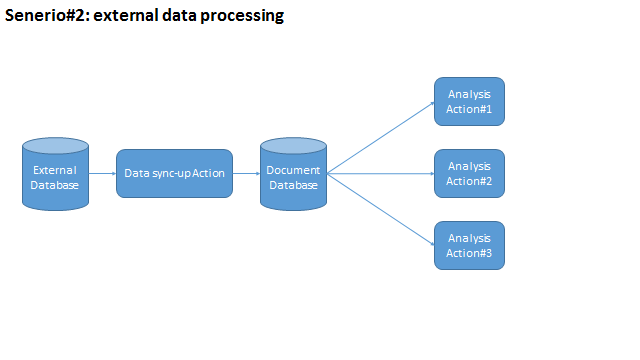 Senerio#2: external data processing
External
Database
Data sync-up Action
Document
Database
Analysis
Action#1
Analysis
Action#2
Analysis
Action#3